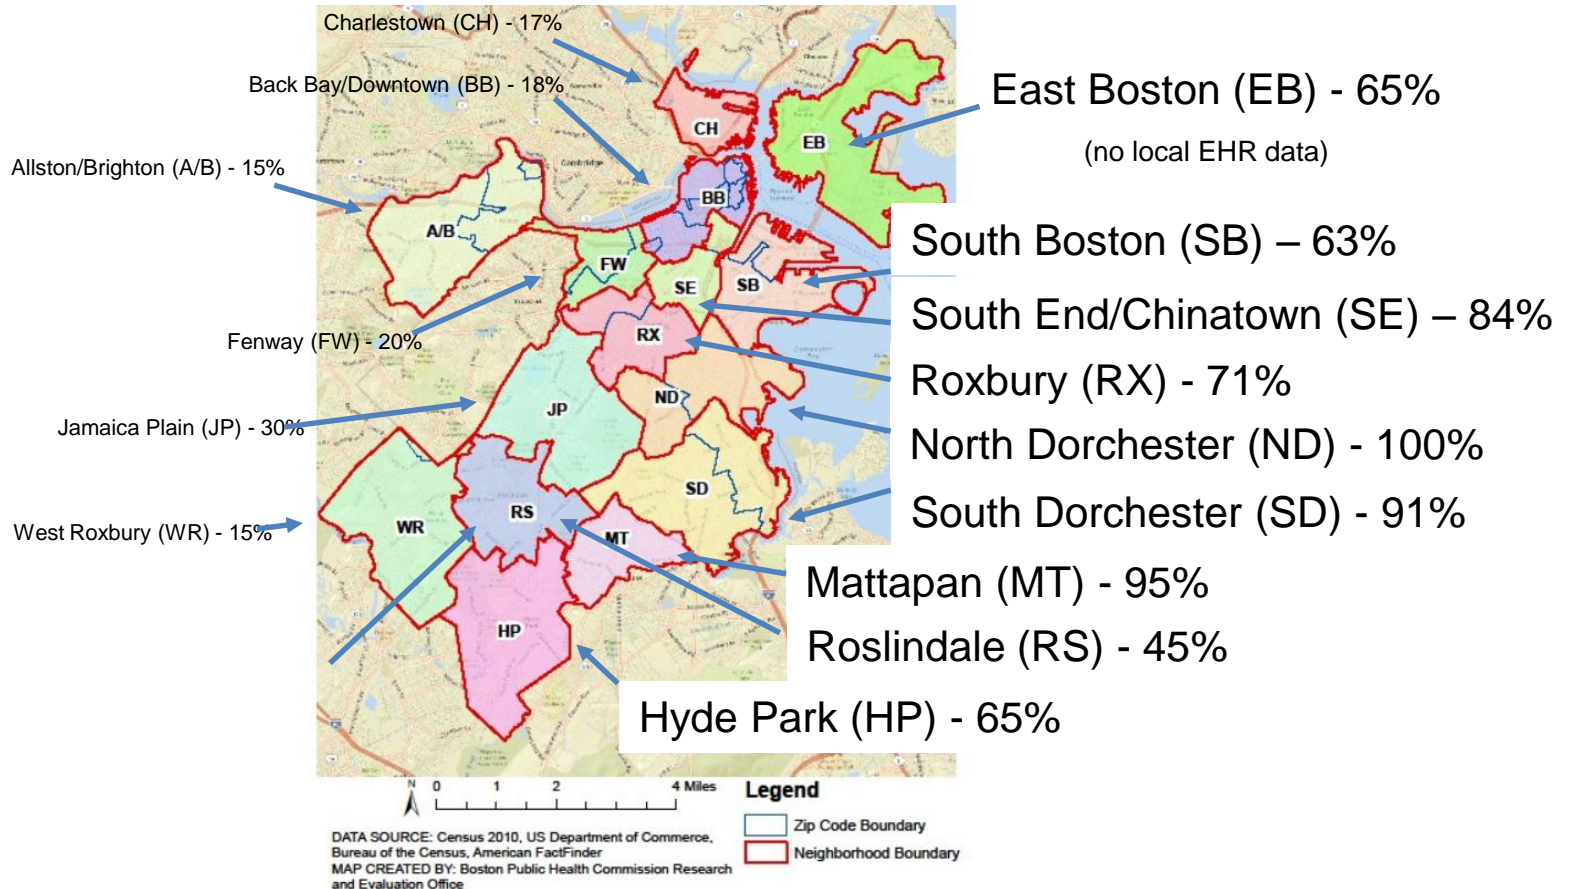 Charlestown (CH) - 17%
Back Bay/Downtown (BB) - 18%
East Boston (EB) - 65%
(no local EHR data)
Allston/Brighton (A/B) - 15%
South Boston (SB) – 63%
South End/Chinatown (SE) – 84%
Fenway (FW) - 20%
Roxbury (RX) - 71%
Jamaica Plain (JP) - 30%
North Dorchester (ND) - 100%
South Dorchester (SD) - 91%
West Roxbury (WR) - 15%
Mattapan (MT) - 95%
Roslindale (RS) - 45%
Hyde Park (HP) - 65%
CH
EB
Cambridge
BB
A/B
FW
SE
SB
RX
ND
JP
SD
RS
WR
MT
HP
N
0 1 2 4 Miles
Legend
Zip Code Boundary
Neighborhood Boundary
DATA SOURCE: Census 2010, US Department of Commerce,
Bureau of the Census, American FactFinder
MAP CREATED BY: Boston Public Health Commission Research
and Evaluation Office